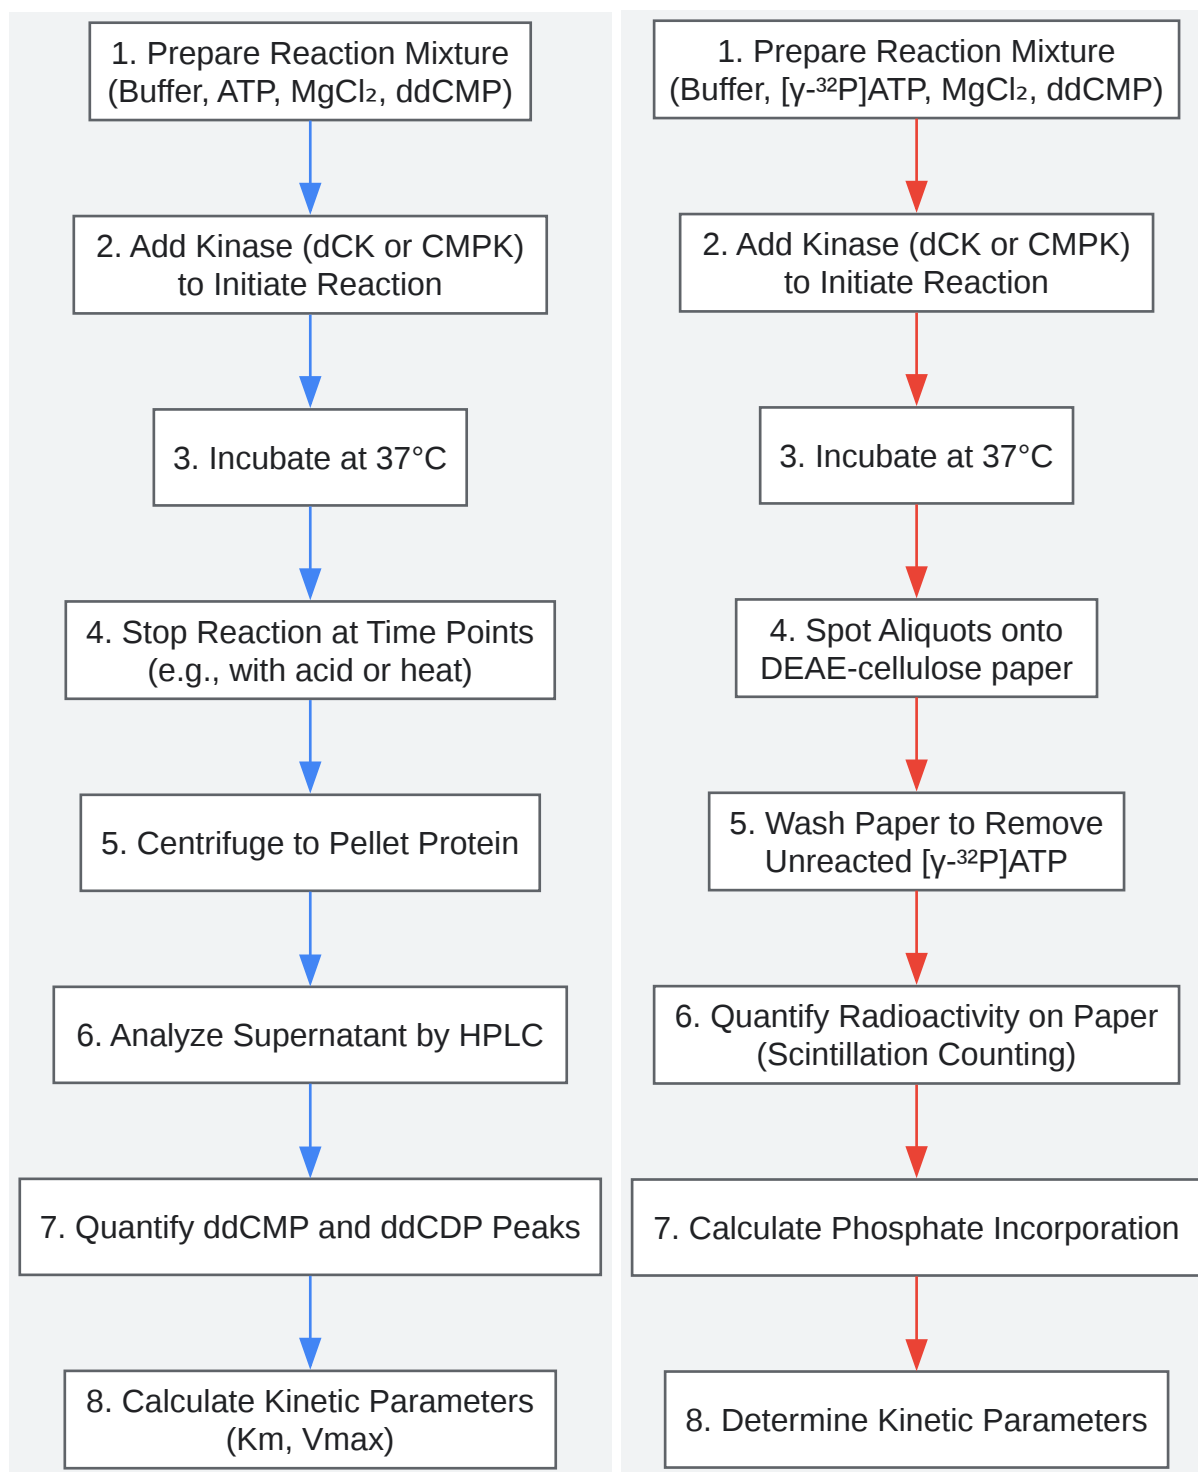 1. Prepare Reaction Mixture
(Buffer, ATP, MgCl₂, ddCMP)
2. Add Kinase (dCK or CMPK)
to Initiate Reaction
3. Incubate at 37°C
4. Stop Reaction at Time Points
(e.g., with acid or heat)
5. Centrifuge to Pellet Protein
6. Analyze Supernatant by HPLC
7. Quantify ddCMP and ddCDP Peaks
8. Calculate Kinetic Parameters
(Km, Vmax)
1. Prepare Reaction Mixture
(Buffer, [γ-³²P]ATP, MgCl₂, ddCMP)
2. Add Kinase (dCK or CMPK)
to Initiate Reaction
3. Incubate at 37°C
4. Spot Aliquots onto
DEAE-cellulose paper
5. Wash Paper to Remove
Unreacted [γ-³²P]ATP
6. Quantify Radioactivity on Paper
(Scintillation Counting)
7. Calculate Phosphate Incorporation
8. Determine Kinetic Parameters